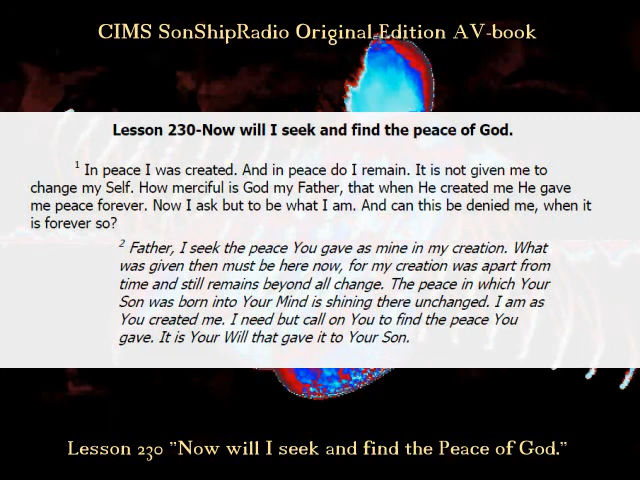 CIMS SonShipRadio Original Edition AV-book
Lesson 230-Now will I seek and find the peace of God.
1 In peace I was created. And in peace do I remain. It is not given me to
change my Self. How merciful is God my Father, that when He created me He gave
me peace forever. Now I ask but to be what I am. And can this be denied me, when it
is forever so?
2 Father, I seek the peace You gave as mine in my creation. What
was given then must be here now, for my creation was apart from
time and still remains beyond all change. The peace in which Your
Son was born into Your Mind is shining there unchanged. I am as
You created me. I need but call on You to find the peace You
gave. It is Your Will that gave it to Your Son.
Lesson 230 "Now will I seek and find the Peace of God."